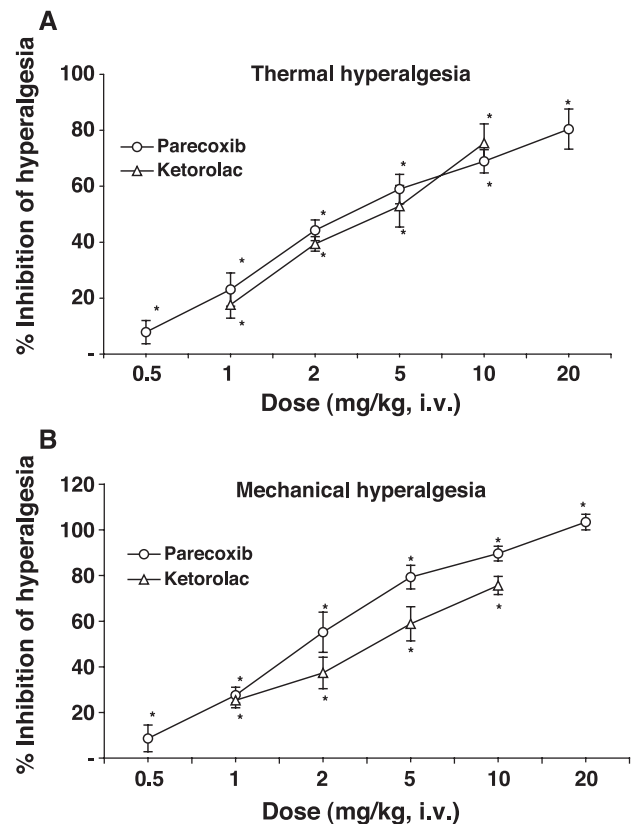 A
Thermal hyperalgesia
% Inhibition of hyperalgesia
100
80
60
40
20
-
Parecoxib
Ketorolac
* * * * * *
* * * *
0.5 1 2 5 10 20
Dose (mg/kg, i.v.)
B
Mechanical hyperalgesia
% Inhibition of hyperalgesia
120
100
80
60
40
20
-
Parecoxib
Ketorolac
* * * * * *
* * * *
0.5 1 2 5 10 20
Dose (mg/kg, i.v.)